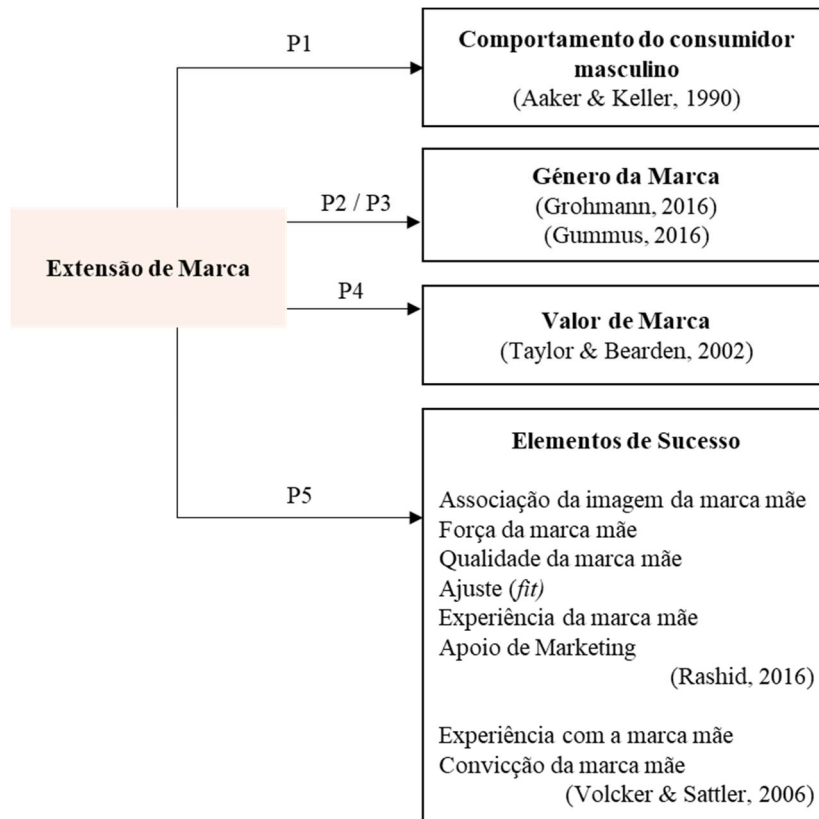 P1
Comportamento do consumidor
masculino
(Aaker & Keller, 1990)
P2 / P3
Género da Marca
(Grohmann, 2016)
(Gummus, 2016)
Extensão de Marca
P4
Valor de Marca
(Taylor & Bearden, 2002)
P5
Elementos de Sucesso
Associação da imagem da marca mãe
Força da marca mãe
Qualidade da marca mãe
Ajuste (fit)
Experiência da marca mãe
Apoio de Marketing
(Rashid, 2016)
Experiência com a marca mãe
Convicção da marca mãe
(Volcker & Sattler, 2006)